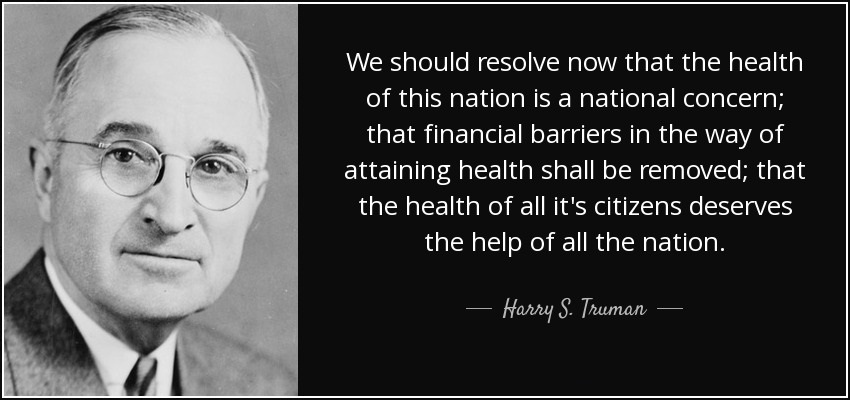 We should resolve now that the health
of this nation is a national concern;
that financial barriers in the way of
attaining health shall be removed; that
the health of all it's citizens deserves
the help of all the nation.
Harry S. Truman